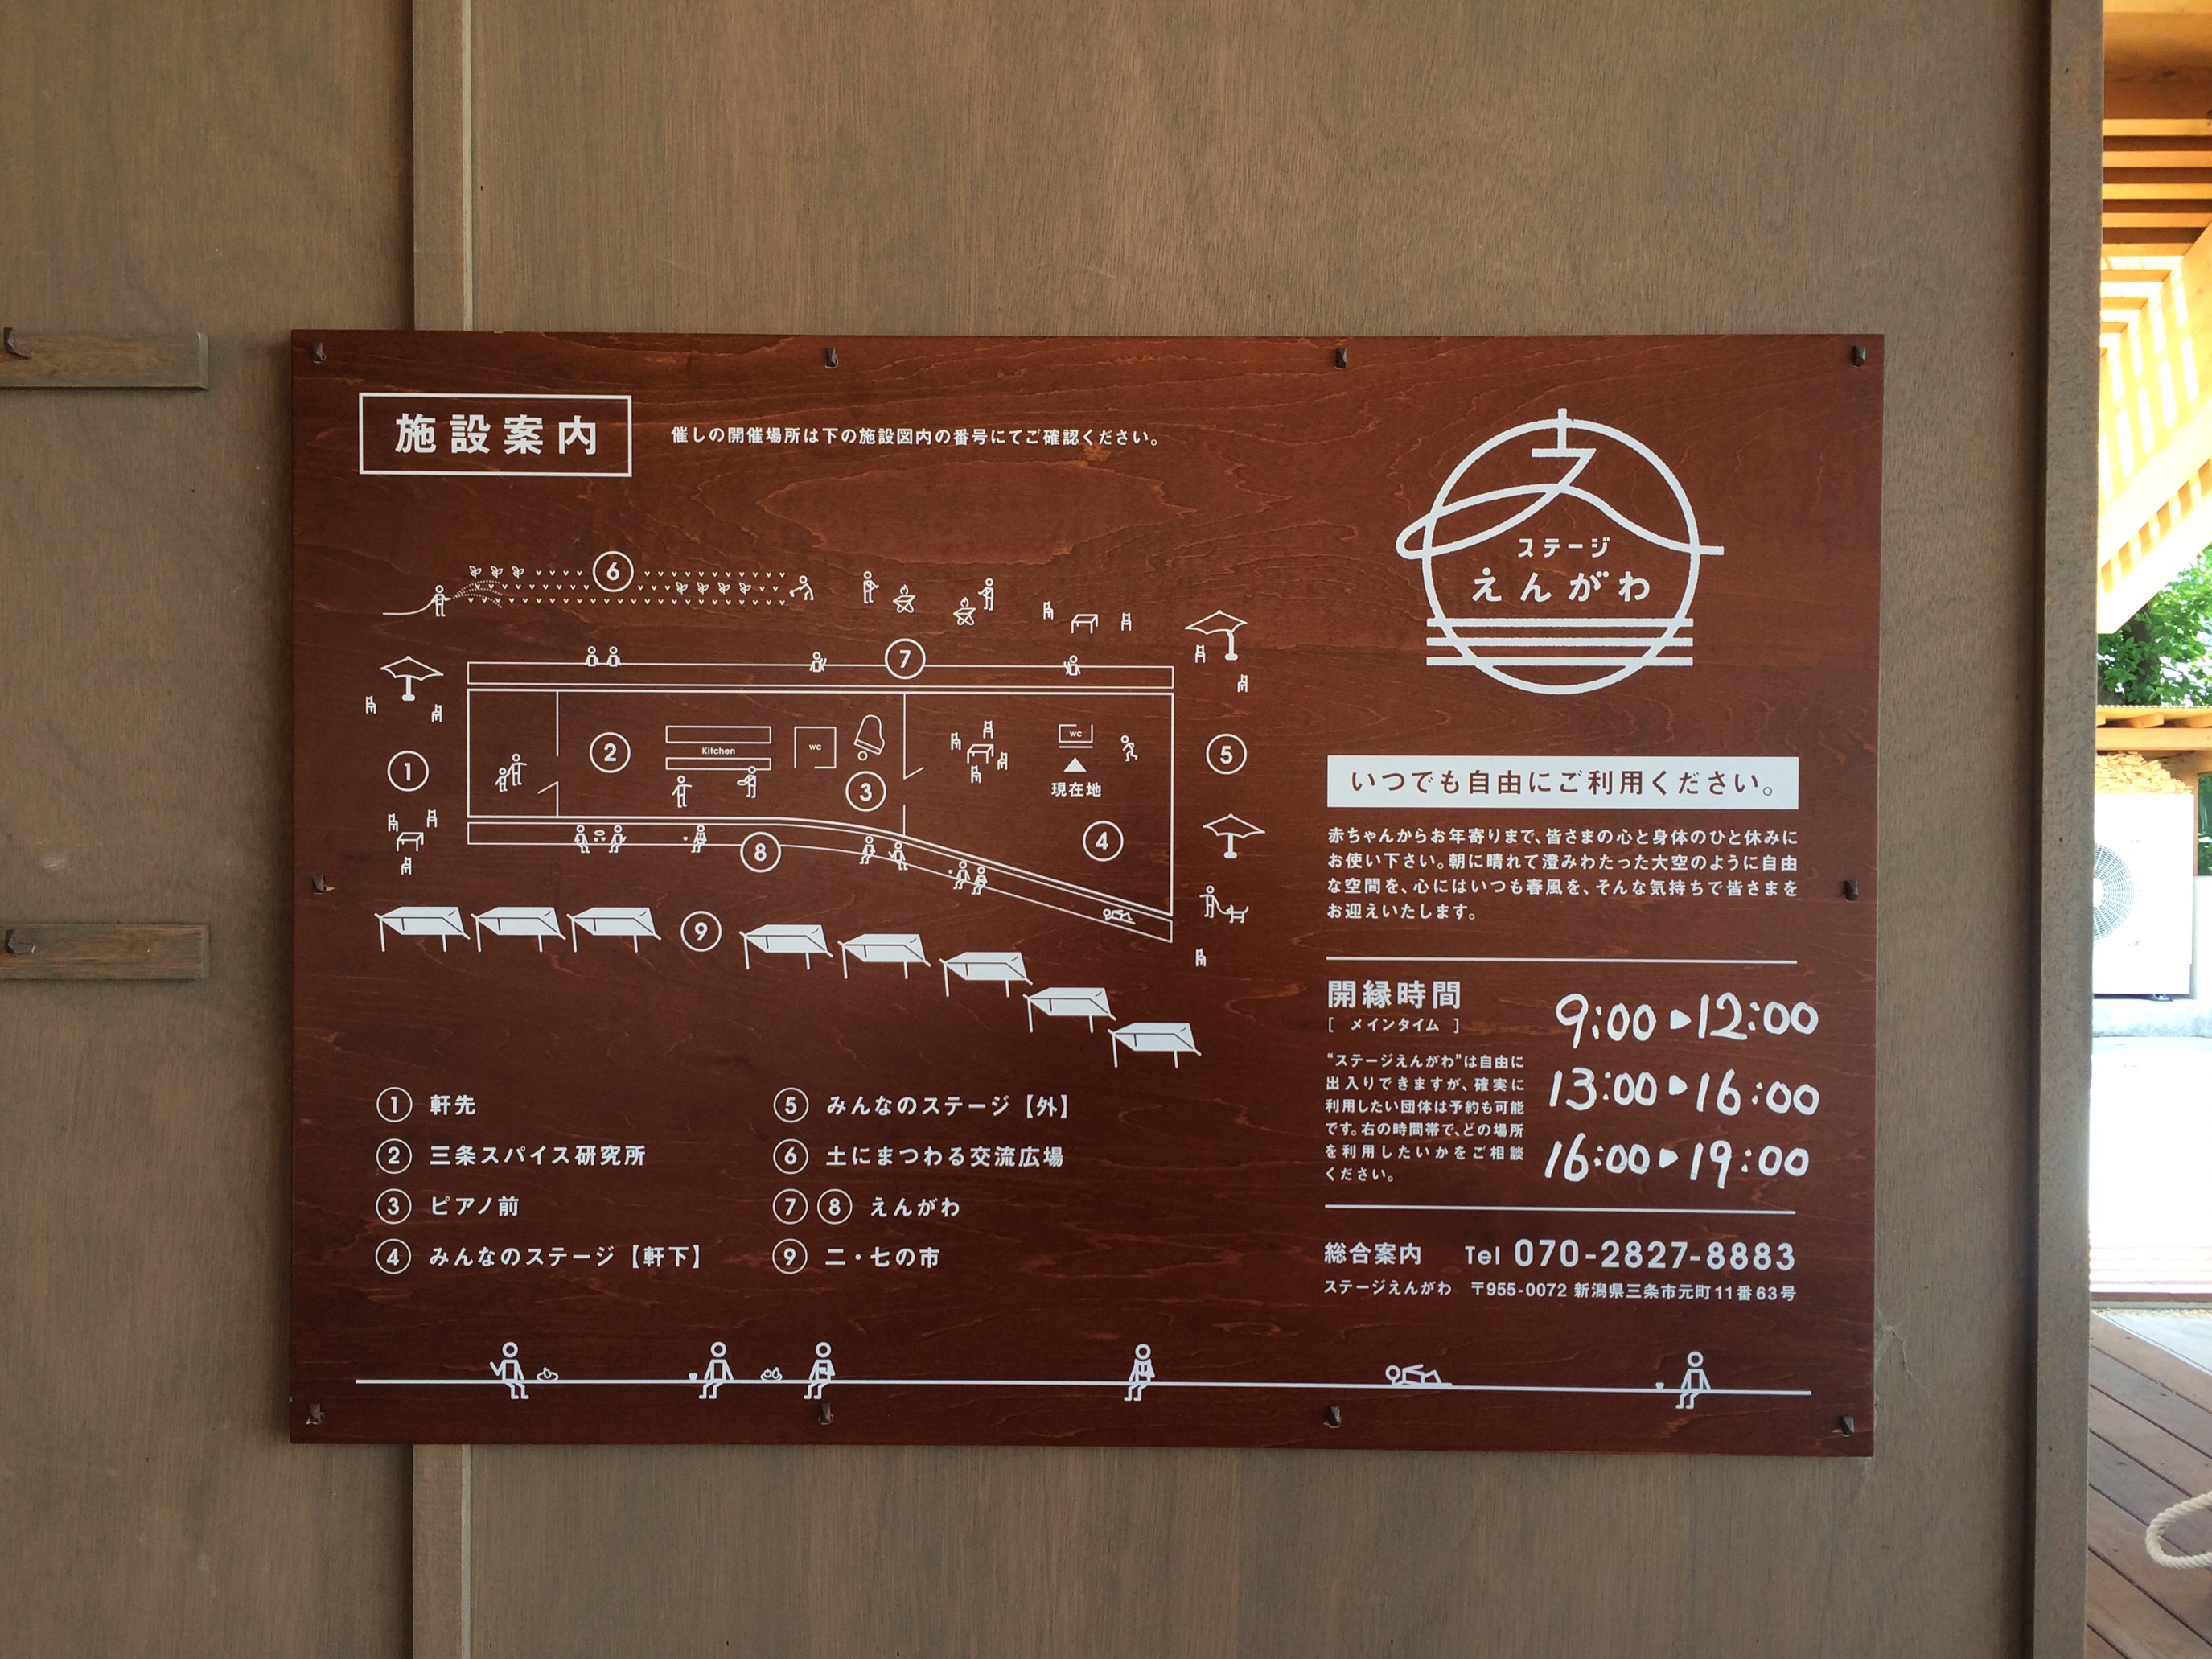 施設案内
催しの開催場所は下の施設図内の番号にてご確認ください。
ステージ
えんがわ
6
7
1
2
Kitchen
wc
3
wc
現在地
4
5
8
9
1 軒先
2 三条スパイス研究所
3 ピアノ前
4 みんなのステージ【軒下】
5 みんなのステージ【外】
6 土にまつわる交流広場
7 8 えんがわ
9 二・七の市
いつでも自由にご利用ください。
赤ちゃんからお年寄りまで、皆さまの心と身体のひと休みに
お使い下さい。朝に晴れて澄みわたった大空のように自由
な空間を、心にはいつも春風を、そんな気持ちで皆さまを
お迎えいたします。
開縁時間
[ メインタイム ]
“ステージえんがわ”は自由に
出入りできますが、確実に
利用したい団体は予約も可能
です。右の時間帯で、どの場所
を利用したいかをご相談
ください。
9:00▶12:00
13:00▶16:00
16:00▶19:00
総合案内 Tel 070-2827-8883
ステージえんがわ 〒955-0072 新潟県三条市元町11番63号